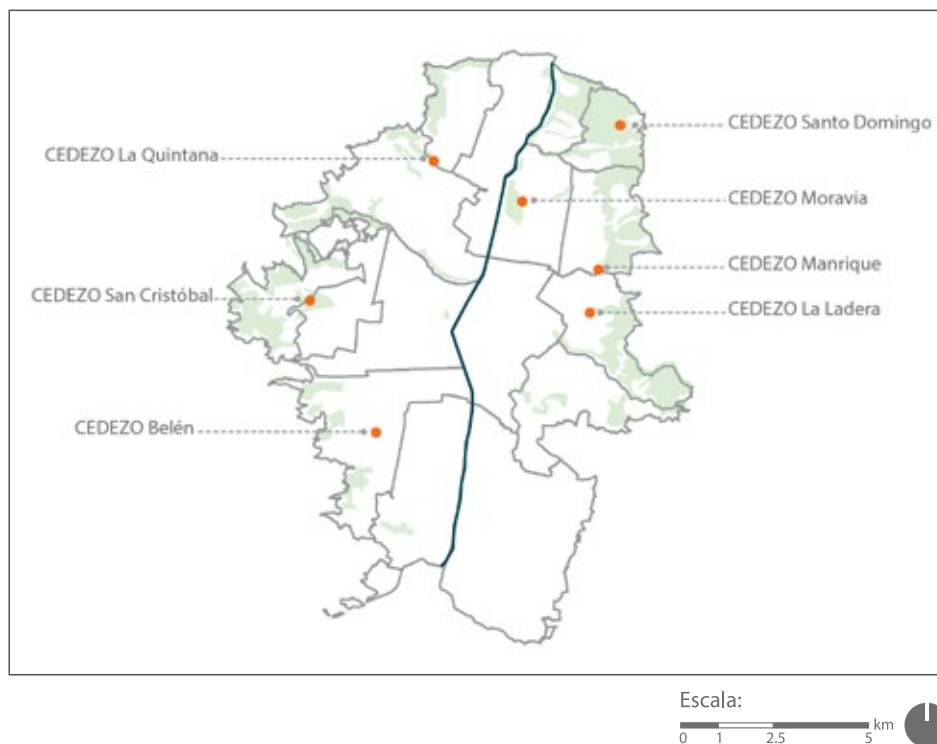 CEDEZO Santo Domingo
CEDEZO La Quintana
CEDEZO Moravia
CEDEZO Manrique
CEDEZO San Cristóbal
CEDEZO La Ladera
CEDEZO Belén
Escala:
km
0 1 2.5 5